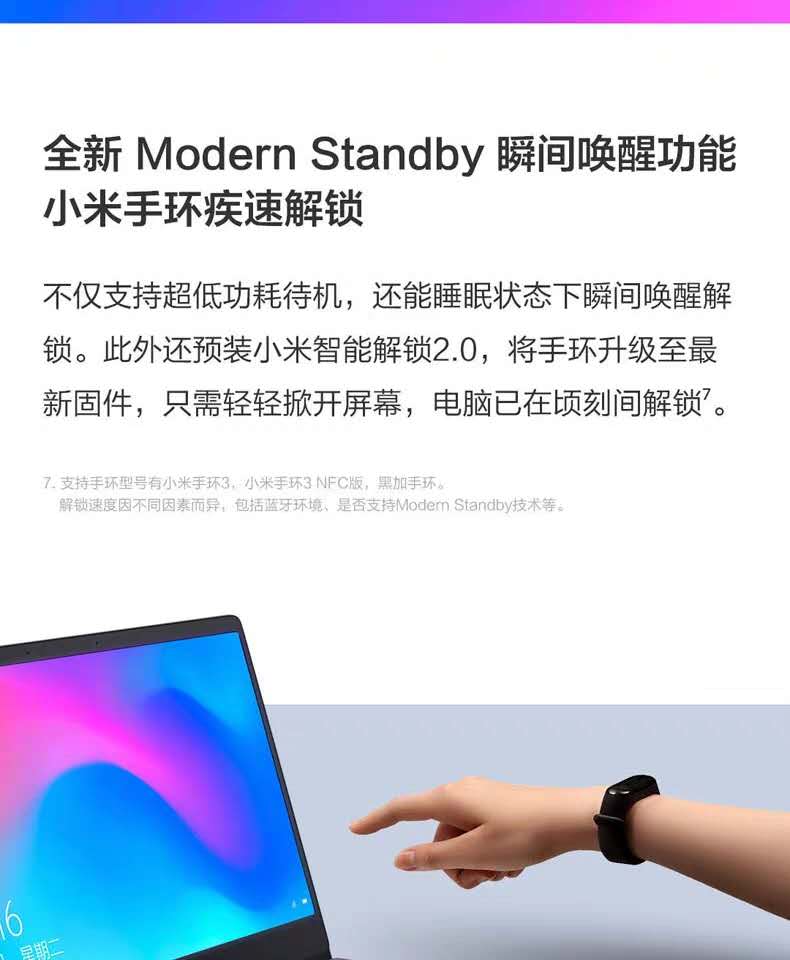 全新 Modern Standby 瞬间唤醒功能
小米手环疾速解锁
不仅支持超低功耗待机，还能睡眠状态下瞬间唤醒解
锁。此外还预装小米智能解锁2.0，将手环升级至最
新固件，只需轻轻掀开屏幕，电脑已在顷刻间解锁7。
7. 支持手环型号有小米手环3、小米手环3 NFC版，黑加手环。
解锁速度因不同因素而异，包括蓝牙环境、是否支持Modern Standby技术等。
16
星期二